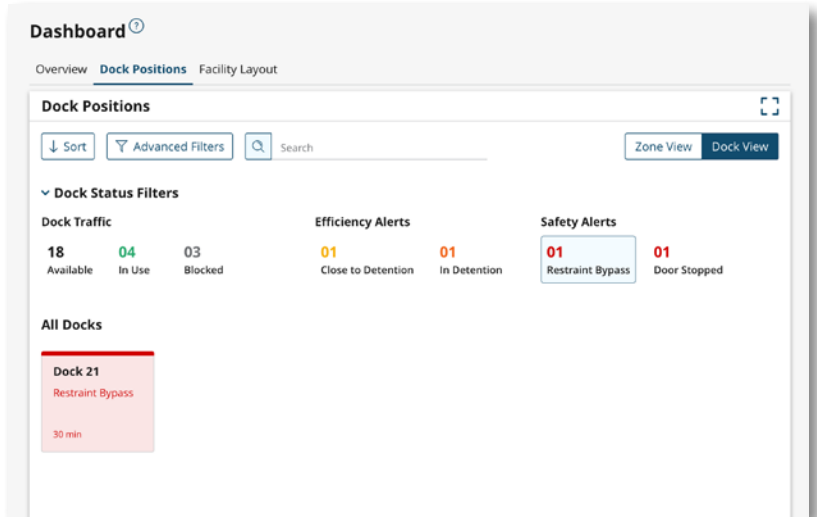 Dashboard ?
Overview Dock Positions Facility Layout
Dock Positions
↓ Sort Advanced Filters Search Zone View Dock View
Dock Status Filters
Dock Traffic Efficiency Alerts Safety Alerts
18 04 03 01 01 01 01
Available In Use Blocked Close to Detention In Detention Restraint Bypass Door Stopped
All Docks
Dock 21
Restraint Bypass
30 min